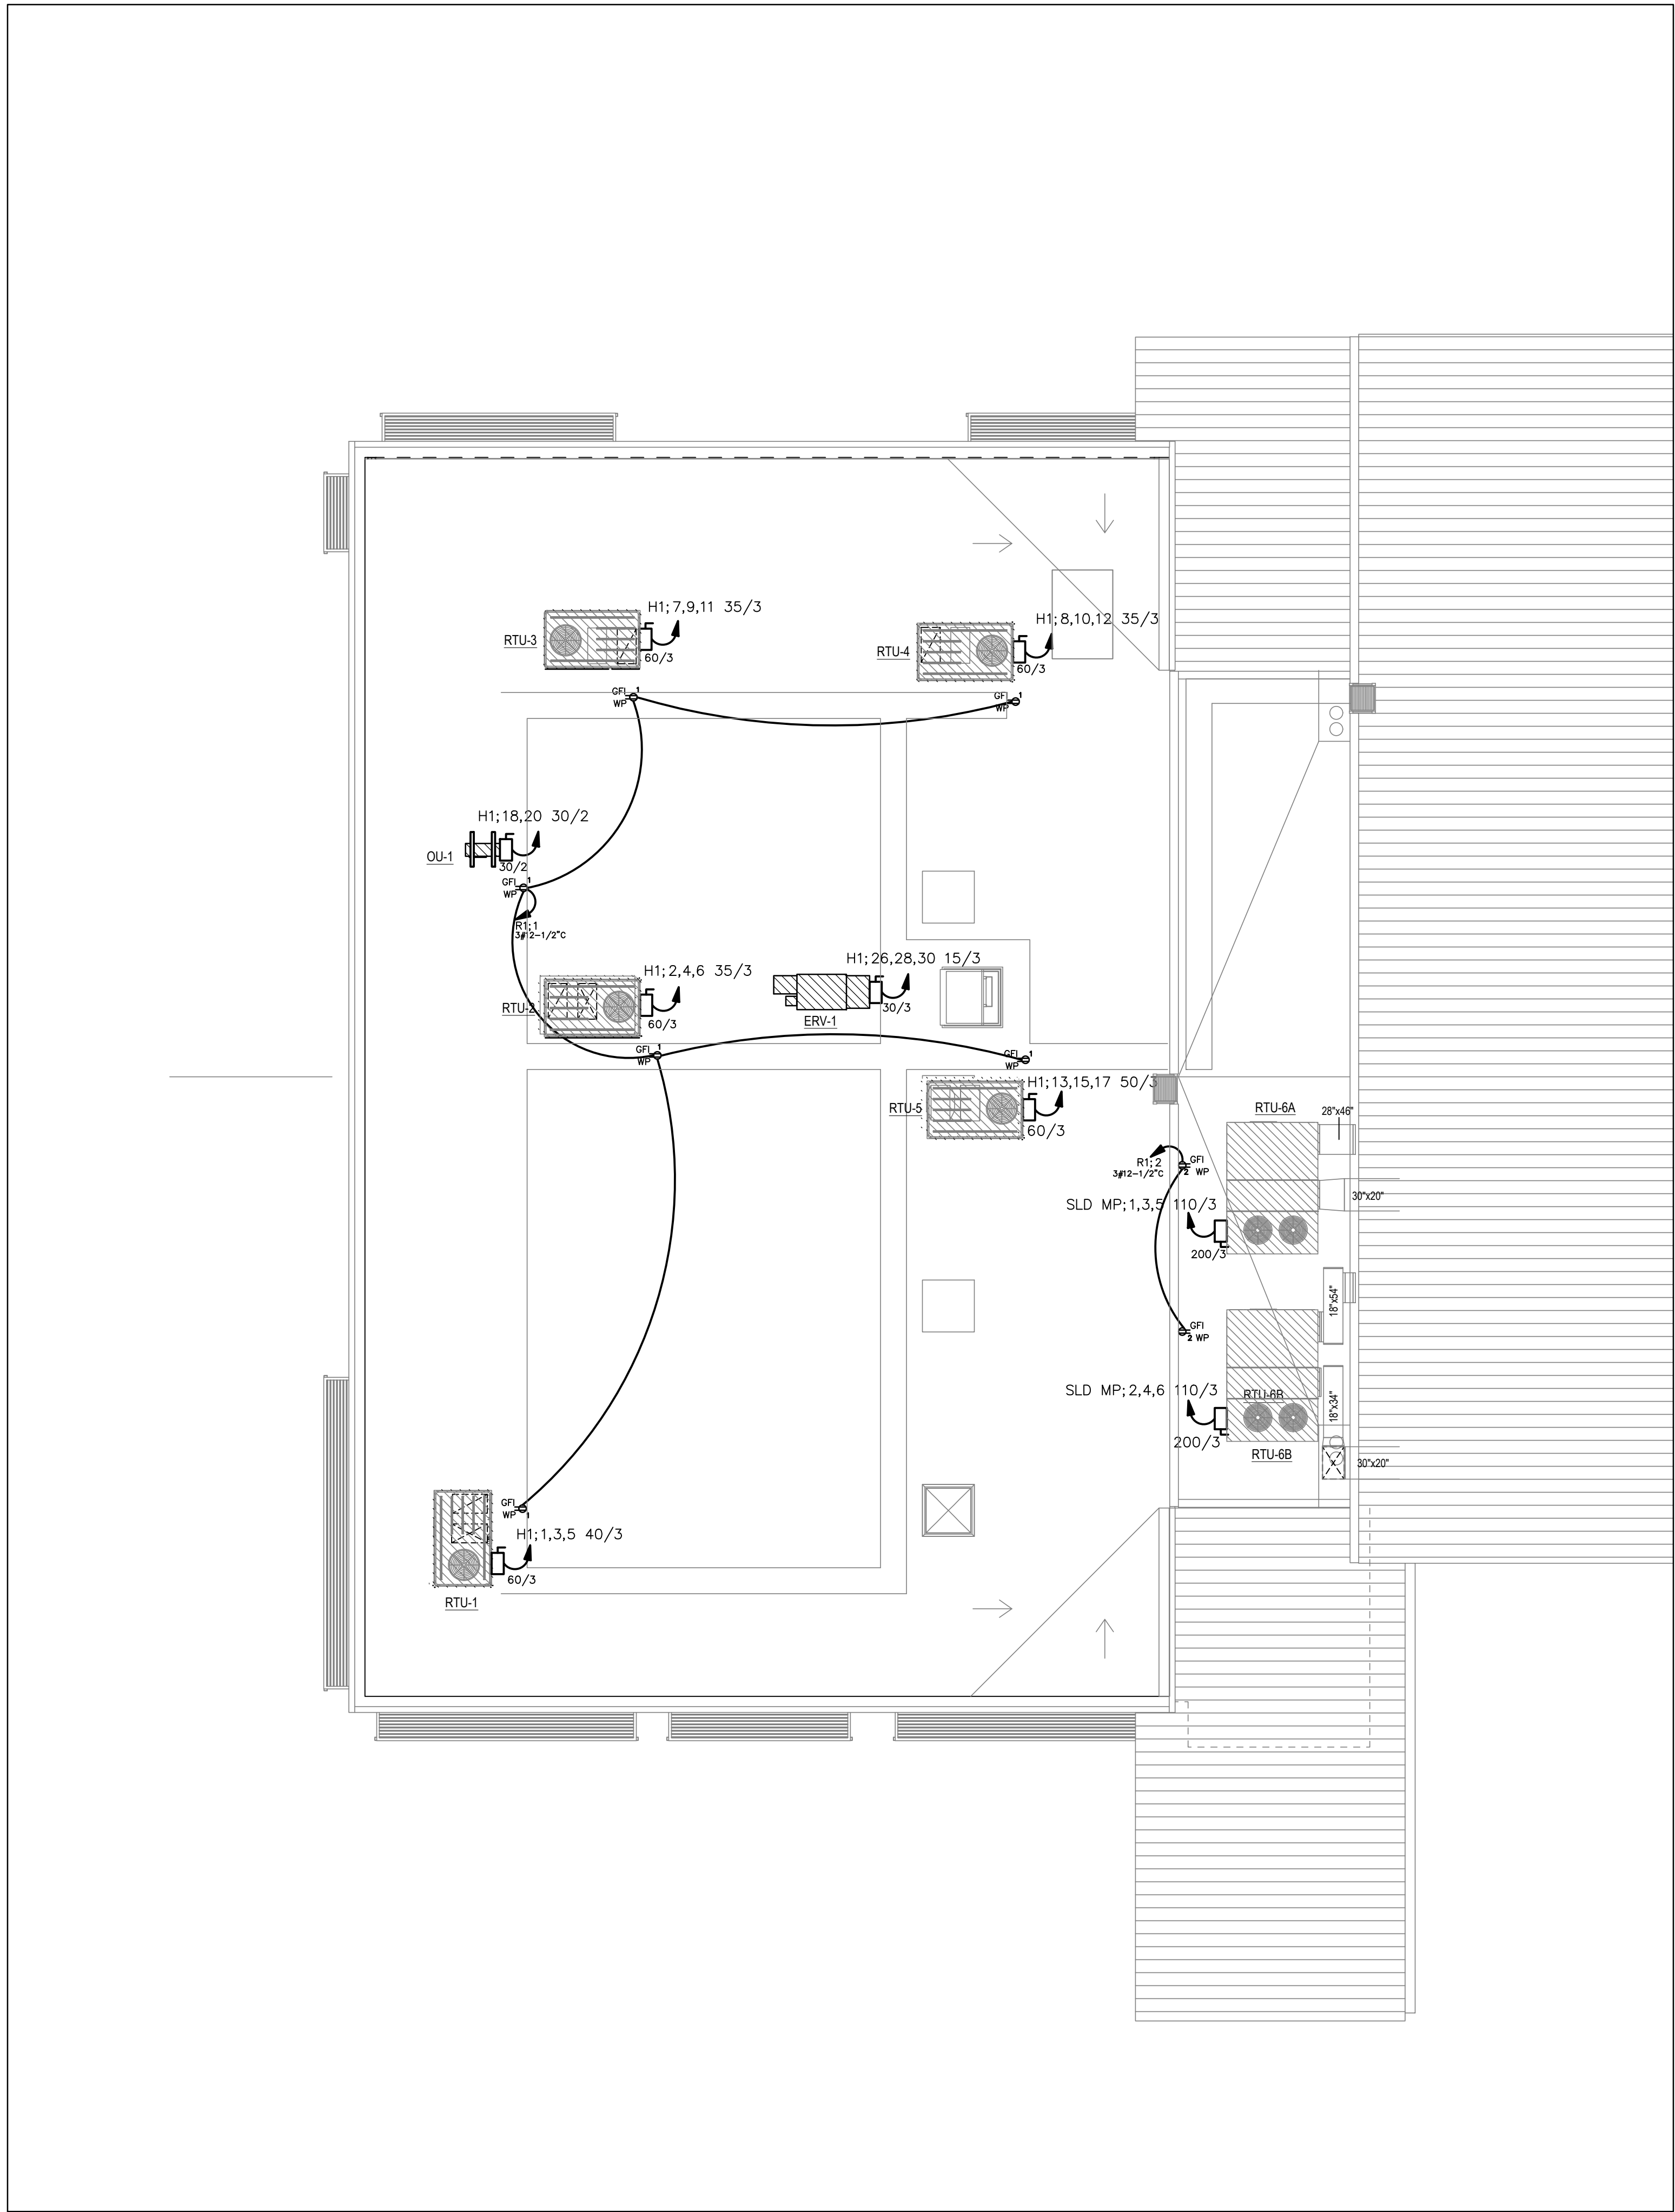 H1;7,9,11 35/3
RTU-3
60/3
H1;8,10,12 35/3
RTU-4
60/3
GFI 1
WP
GFI 1
WP
H1;18,20 30/2
OU-1
30/2
GFI 1
WP
R1;1
3#12-1/2"C
H1;2,4,6 35/3
RTU-2
60/3
H1;26,28,30 15/3
30/3
ERV-1
GFI 1
WP
GFI 1
WP
H1;13,15,17 50/3
RTU-5
60/3
RTU-6A
28"x46"
R1;2
3#12-1/2"C
GFI
2 WP
30"x20"
SLD MP;1,3,5 110/3
200/3
18"x54"
GFI
2 WP
SLD MP;2,4,6 110/3
RTU-6B
18"x34"
200/3
RTU-6B
30"x20"
GFI
WP 1
H1;1,3,5 40/3
60/3
RTU-1